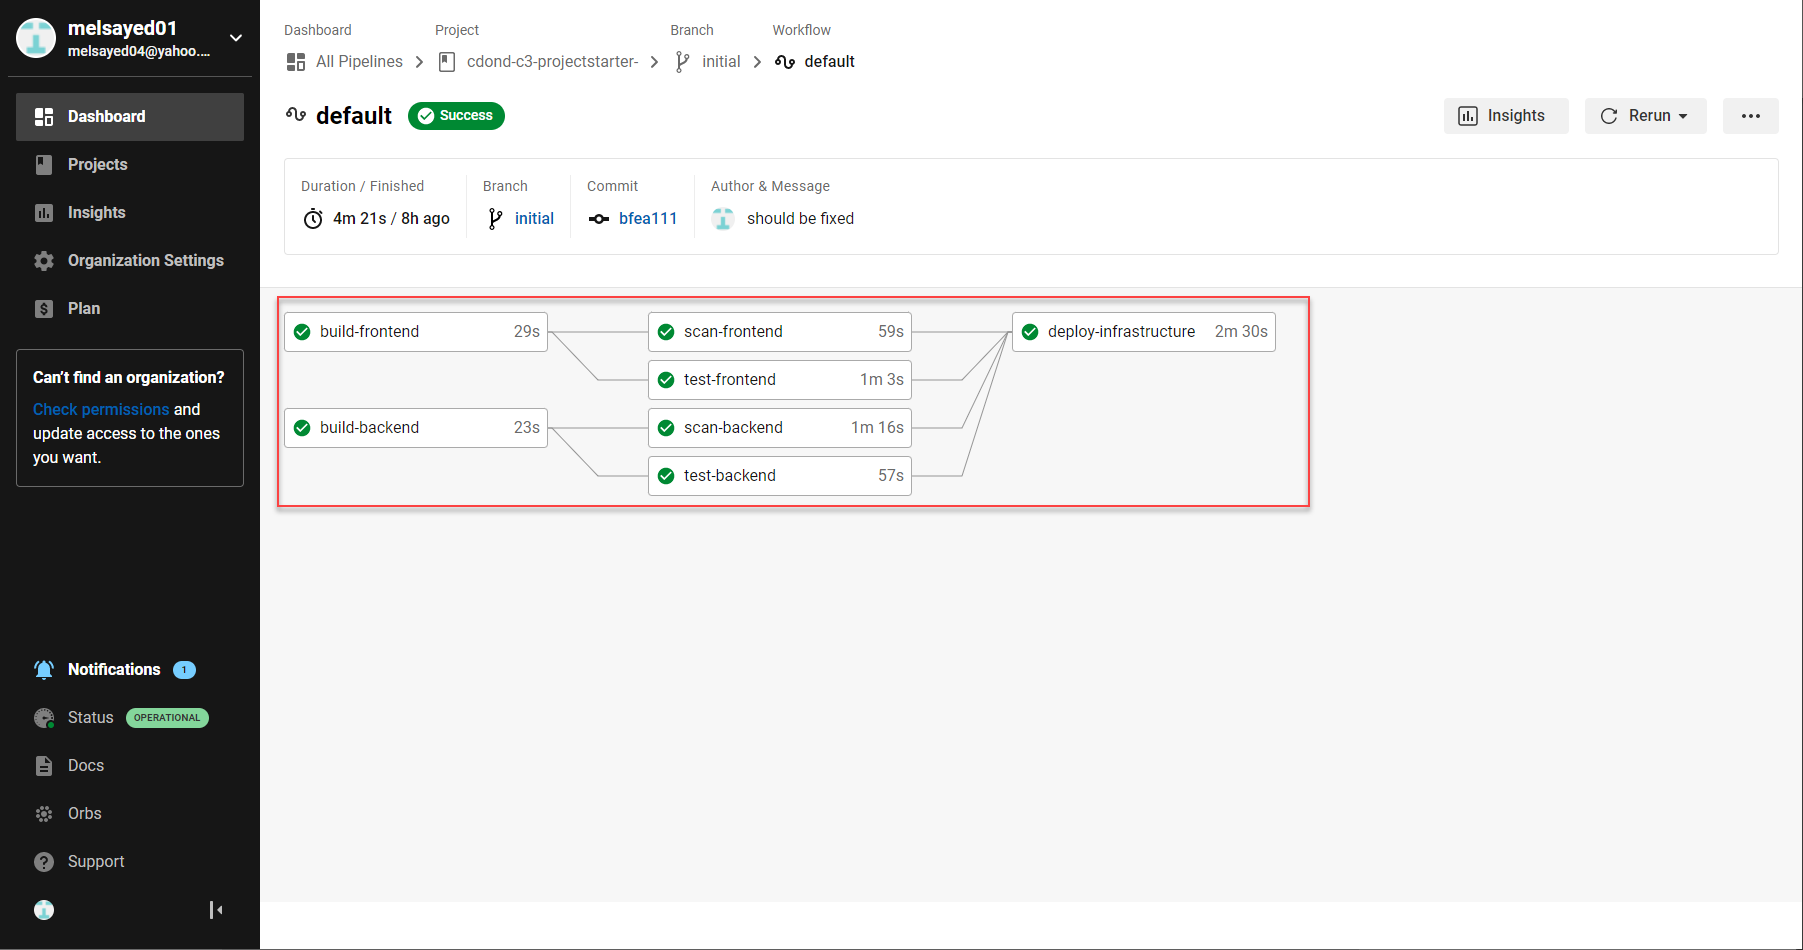 melsayed01
melsayed04@yahoo....
Dashboard
Projects
Insights
Organization Settings
Plan
Can't find an organization?
Check permissions and
update access to the ones
you want.
Notifications 1
Status OPERATIONAL
Docs
Orbs
Support
Dashboard Project Branch Workflow
All Pipelines cdond-c3-projectstarter- initial default
default Success Insights Rerun
Duration / Finished Branch Commit Author & Message
4m 21s / 8h ago initial bfea111 should be fixed
build-frontend 29s scan-frontend 59s deploy-infrastructure 2m 30s
test-frontend 1m 3s
build-backend 23s scan-backend 1m 16s
test-backend 57s